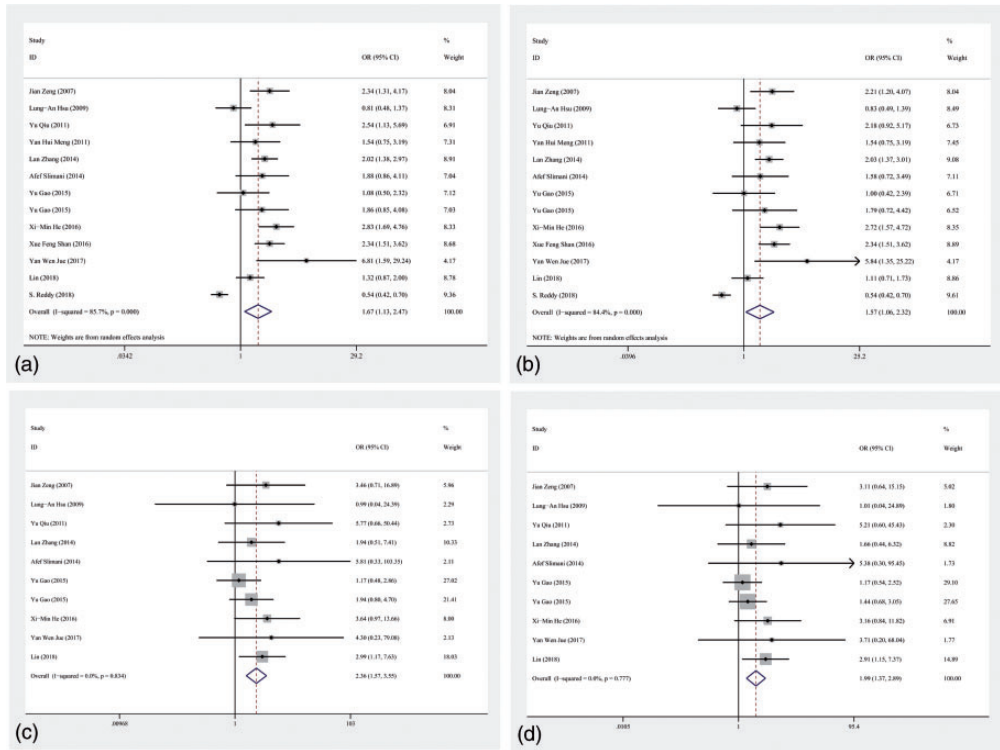 Study %
ID OR (95% CI) Weight
Jian Zeng (2007) 2.34 (1.31, 4.17) 8.04
Lung-An Hsu (2009) 0.81 (0.48, 1.37) 8.31
Yu Qiu (2011) 2.54 (1.13, 5.69) 6.91
Yan Hui Meng (2011) 1.54 (0.75, 3.19) 7.31
Lan Zhang (2014) 2.02 (1.38, 2.97) 8.91
Afef Slimani (2014) 1.88 (0.86, 4.11) 7.04
Yu Gao (2015) 1.08 (0.50, 2.32) 7.12
Yu Gao (2015) 1.86 (0.85, 4.08) 7.03
Xi-Min He (2016) 2.83 (1.69, 4.76) 8.33
Xue Feng Shan (2016) 2.34 (1.51, 3.62) 8.68
Yan Wen Jue (2017) 6.81 (1.59, 29.24) 4.17
Lin (2018) 1.32 (0.87, 2.00) 8.78
S. Reddy (2018) 0.54 (0.42, 0.70) 9.36
Overall (I-squared = 85.7%, p = 0.000) 1.67 (1.13, 2.47) 100.00
NOTE: Weights are from random effects analysis
.0342 1 29.2
(a)
Study %
ID OR (95% CI) Weight
Jian Zeng (2007) 2.21 (1.20, 4.07) 8.04
Lung-An Hsu (2009) 0.83 (0.49, 1.39) 8.49
Yu Qiu (2011) 2.18 (0.92, 5.17) 6.73
Yan Hui Meng (2011) 1.54 (0.75, 3.19) 7.45
Lan Zhang (2014) 2.03 (1.37, 3.01) 9.08
Afef Slimani (2014) 1.58 (0.72, 3.49) 7.11
Yu Gao (2015) 1.00 (0.42, 2.39) 6.71
Yu Gao (2015) 1.79 (0.72, 4.42) 6.52
Xi-Min He (2016) 2.72 (1.57, 4.72) 8.35
Xue Feng Shan (2016) 2.34 (1.51, 3.62) 8.89
Yan Wen Jue (2017) 5.84 (1.35, 25.22) 4.17
Lin (2018) 1.11 (0.71, 1.73) 8.86
S. Reddy (2018) 0.54 (0.42, 0.70) 9.61
Overall (I-squared = 84.4%, p = 0.000) 1.57 (1.06, 2.32) 100.00
NOTE: Weights are from random effects analysis
.0396 1 25.2
(b)
Study %
ID OR (95% CI) Weight
Jian Zeng (2007) 3.46 (0.71, 16.89) 5.96
Lung-An Hsu (2009) 0.99 (0.04, 24.39) 2.29
Yu Qiu (2011) 5.77 (0.66, 50.44) 2.73
Lan Zhang (2014) 1.94 (0.51, 7.41) 10.33
Afef Slimani (2014) 5.81 (0.33, 103.35) 2.11
Yu Gao (2015) 1.17 (0.48, 2.86) 27.02
Yu Gao (2015) 1.94 (0.80, 4.70) 21.41
Xi-Min He (2016) 3.64 (0.97, 13.66) 8.00
Yan Wen Jue (2017) 4.30 (0.23, 79.08) 2.13
Lin (2018) 2.99 (1.17, 7.63) 18.03
Overall (I-squared = 0.0%, p = 0.834) 2.36 (1.57, 3.55) 100.00
.00968 1 103
(c)
Study %
ID OR (95% CI) Weight
Jian Zeng (2007) 3.11 (0.64, 15.15) 5.02
Lung-An Hsu (2009) 1.01 (0.04, 24.89) 1.80
Yu Qiu (2011) 5.21 (0.60, 45.43) 2.30
Lan Zhang (2014) 1.66 (0.44, 6.32) 8.82
Afef Slimani (2014) 5.38 (0.30, 95.45) 1.73
Yu Gao (2015) 1.17 (0.54, 2.52) 29.10
Yu Gao (2015) 1.44 (0.68, 3.05) 27.65
Xi-Min He (2016) 3.16 (0.84, 11.82) 6.91
Yan Wen Jue (2017) 3.71 (0.20, 68.04) 1.77
Lin (2018) 2.91 (1.15, 7.37) 14.89
Overall (I-squared = 0.0%, p = 0.777) 1.99 (1.37, 2.89) 100.00
1 95.4
(d)